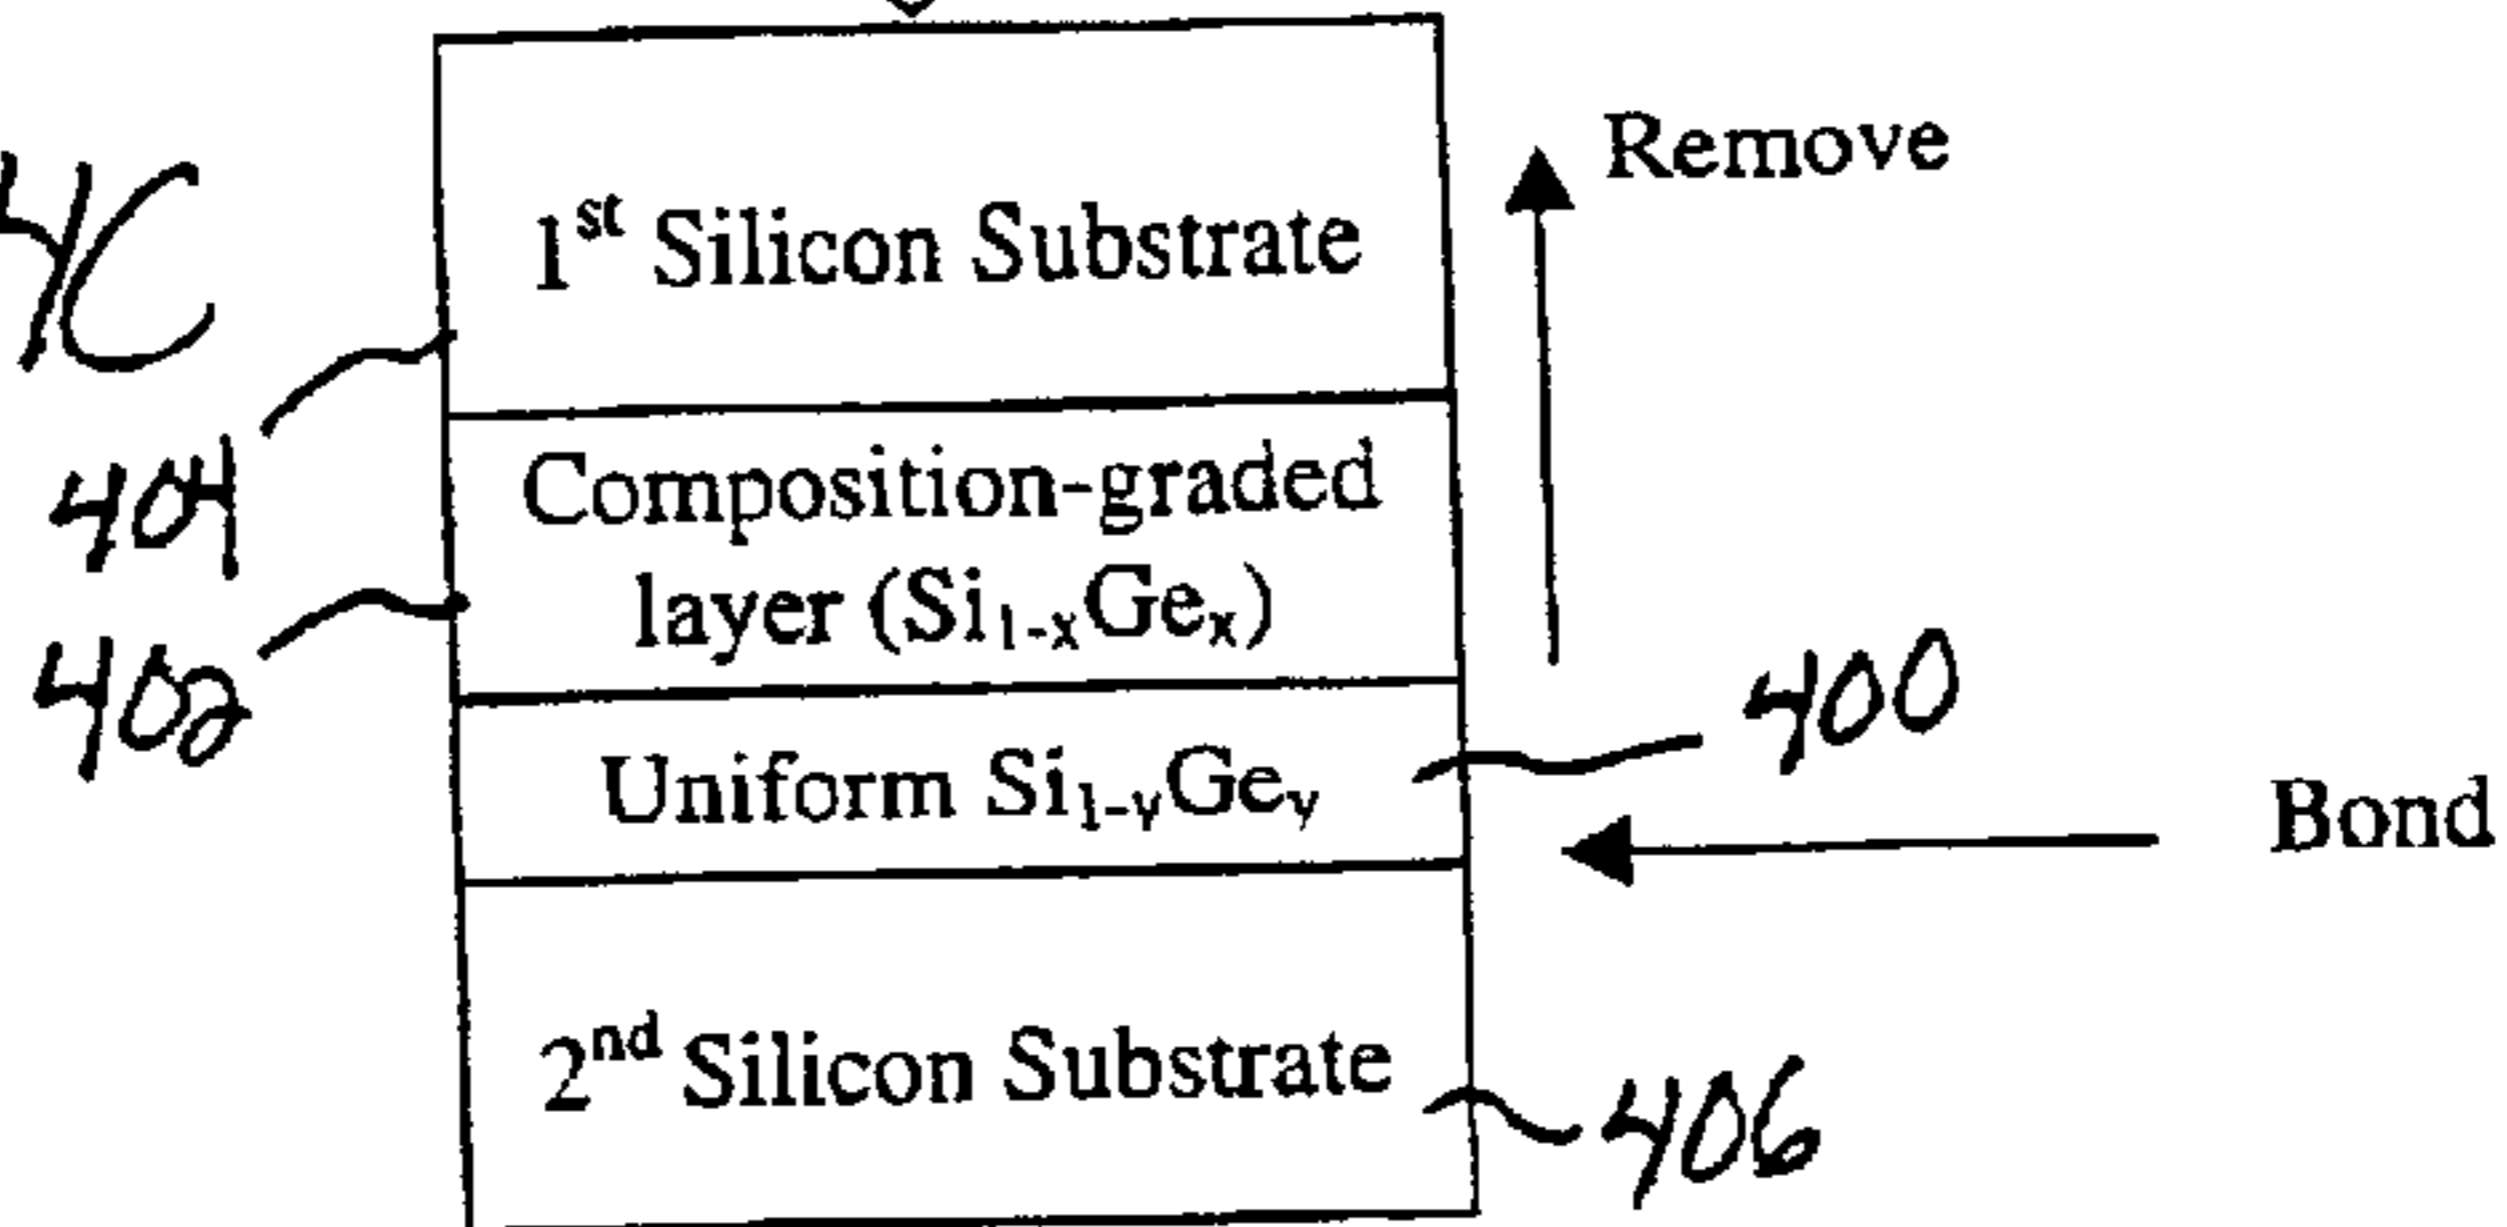 4C
Remove
1st Silicon Substrate
404
Composition-graded
layer (Si1-xGex)
402
400
Uniform Si1-yGey
Bond
2nd Silicon Substrate
406